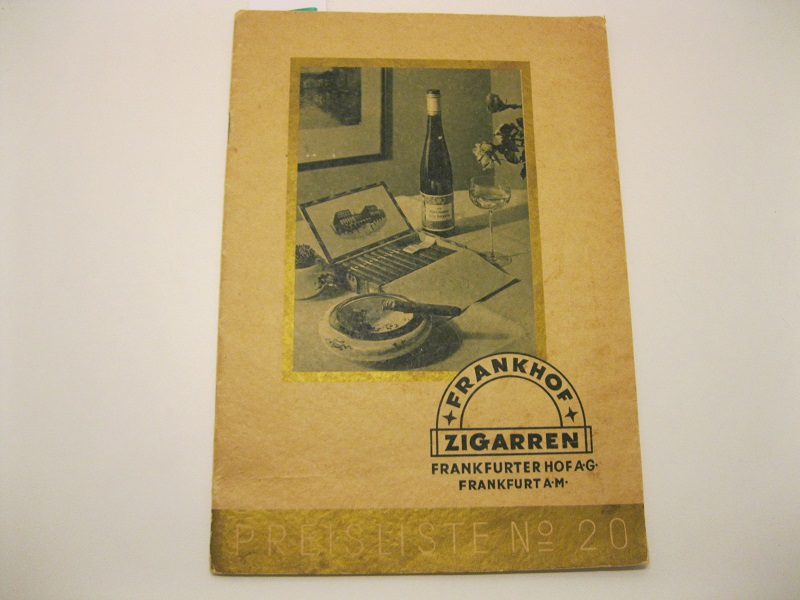 FRANKHOF
ZIGARREN
FRANKFURTER HOF A·G·
FRANKFURT A·M·
PREISLISTE Nº 20